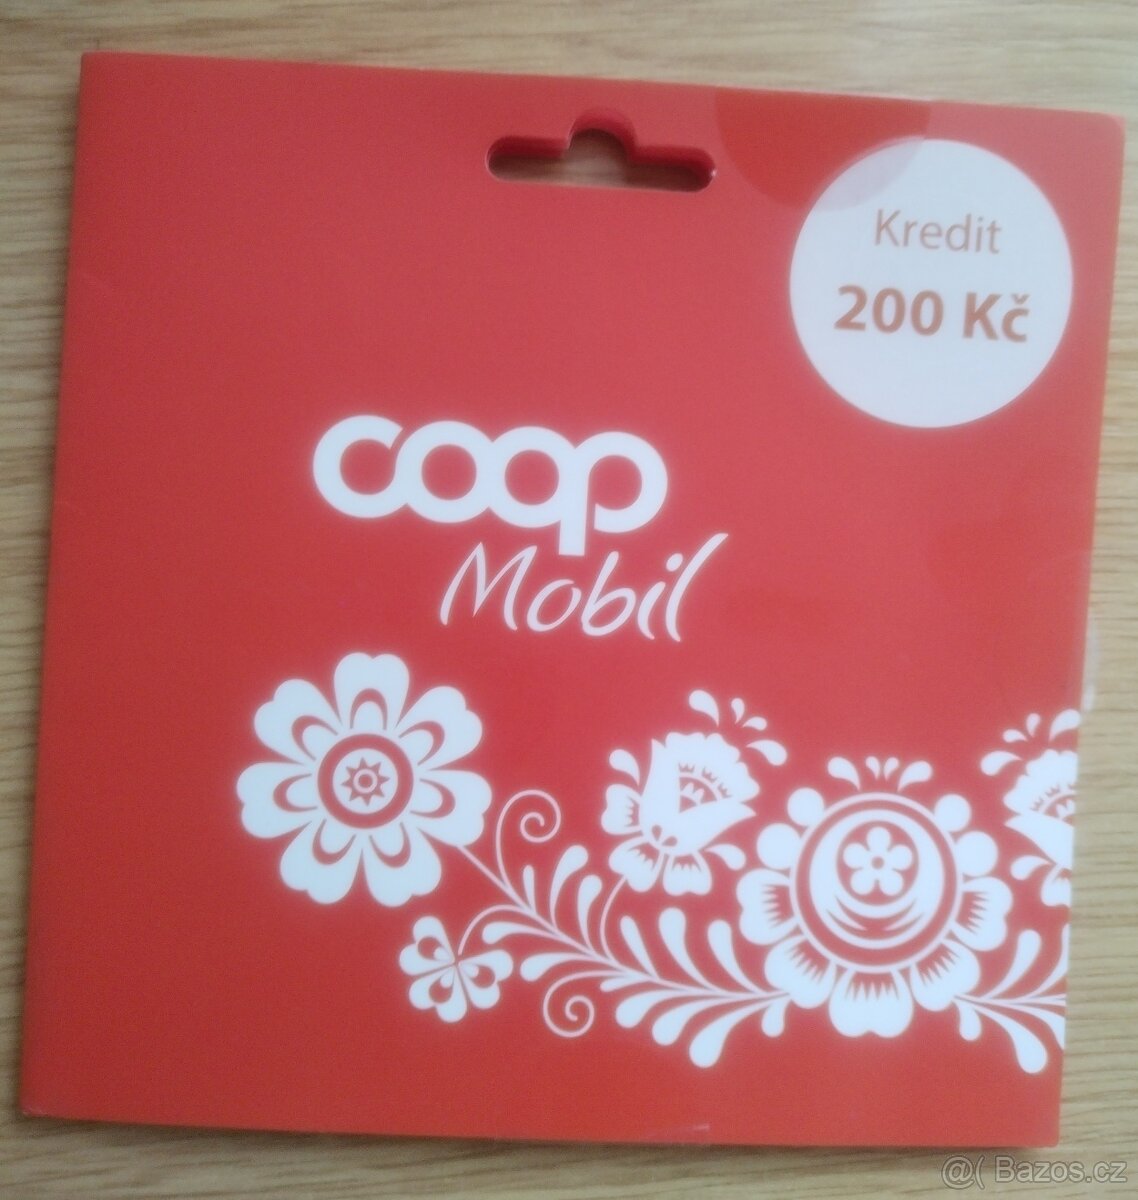 Kredit
200 Kč
coop
Mobil
@( Bazos.cz